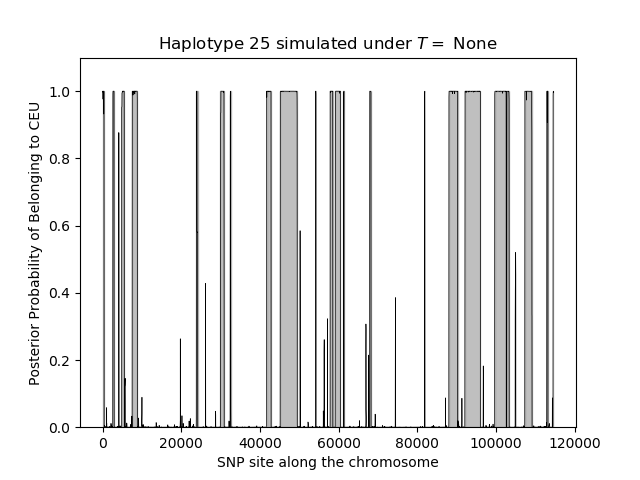 Haplotype 25 simulated under T = None
Posterior Probability of Belonging to CEU
1.0
0.8
0.6
0.4
0.2
0.0
0 20000 40000 60000 80000 100000 120000
SNP site along the chromosome